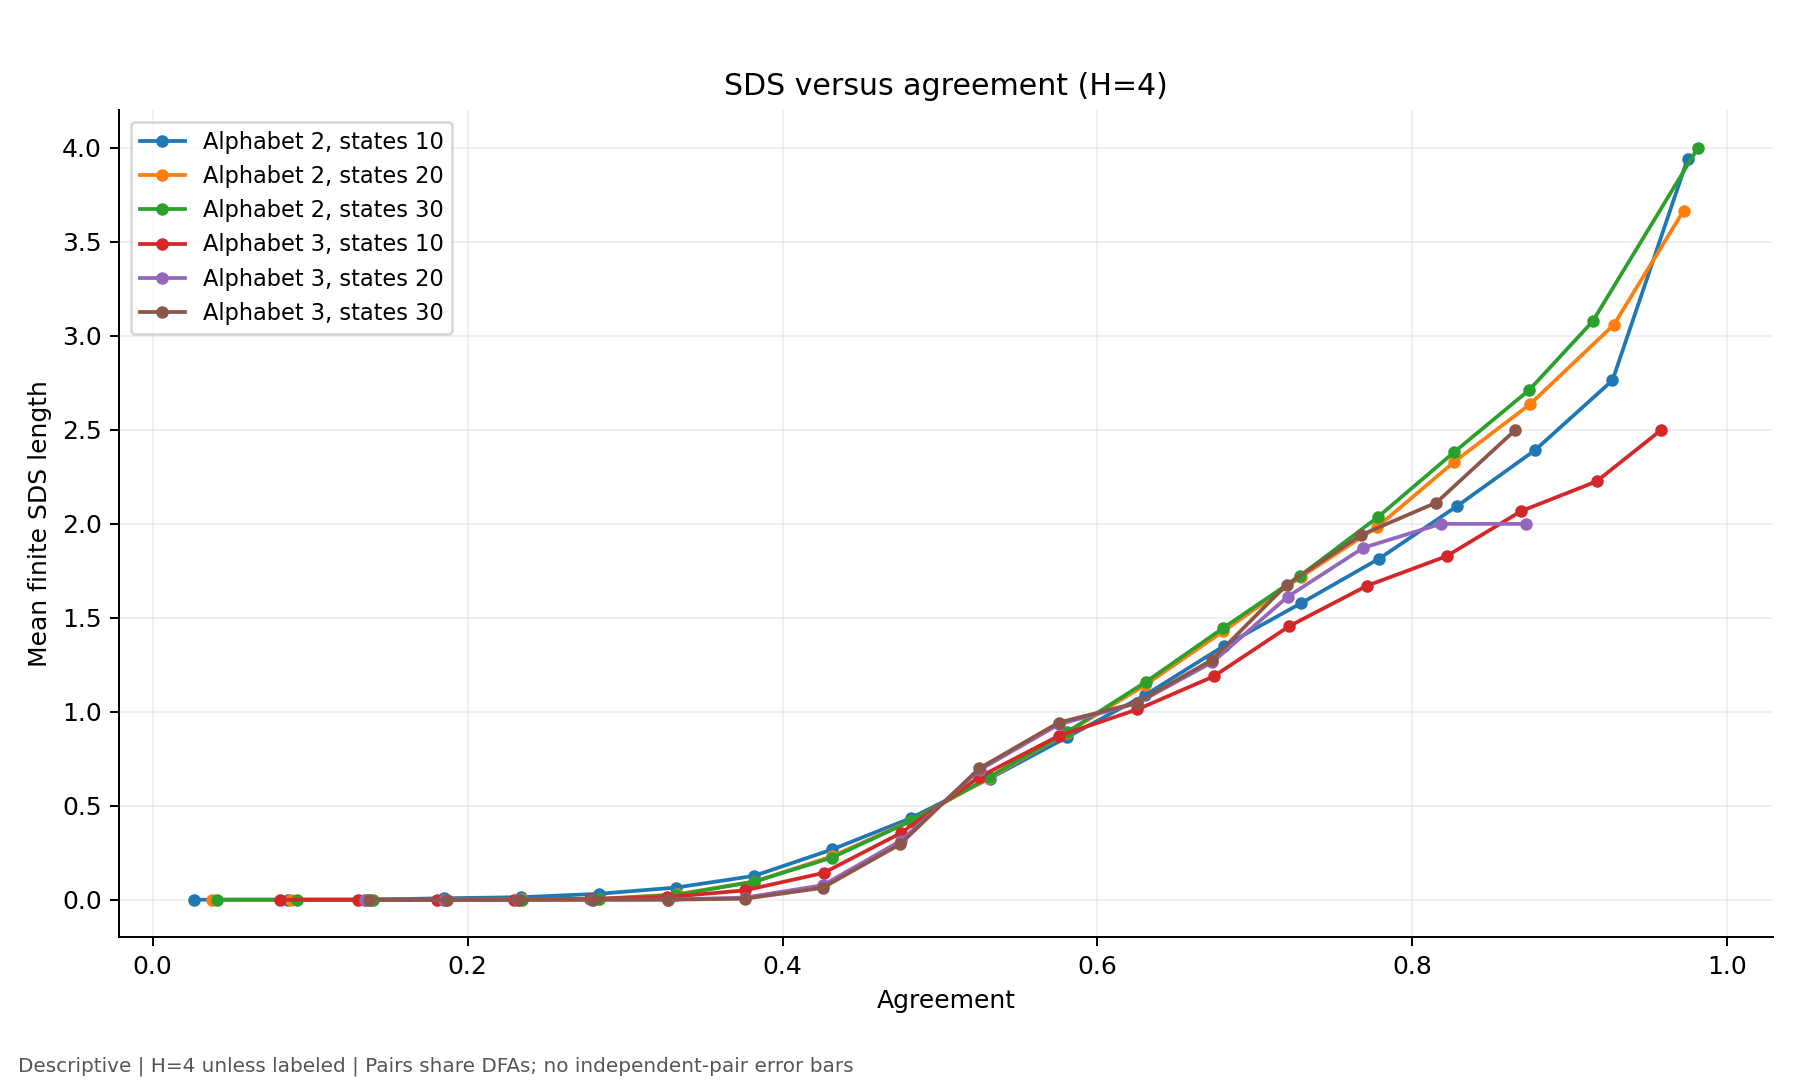 SDS versus agreement (H=4)
Alphabet 2, states 10
Alphabet 2, states 20
Alphabet 2, states 30
Alphabet 3, states 10
Alphabet 3, states 20
Alphabet 3, states 30
Mean finite SDS length
4.0
3.5
3.0
2.5
2.0
1.5
1.0
0.5
0.0
0.0 0.2 0.4 0.6 0.8 1.0
Agreement
Descriptive | H=4 unless labeled | Pairs share DFAs; no independent-pair error bars